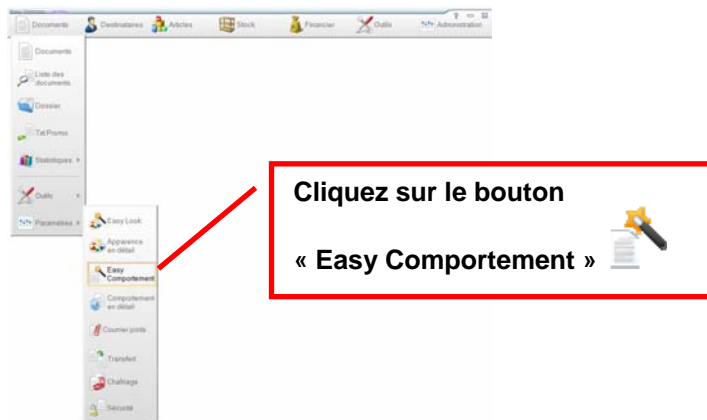 Documents Destinataires Articles Stock Financier Outils Administration
Documents
Liste des
documents
Dossier
Tat Promo
Statistiques
Outils
Paramètres
Easy Look
Apparence
en détail
Easy
Comportement
Comportement
en détail
Courrier joints
Transfert
Chaînage
Sécurité
Cliquez sur le bouton
« Easy Comportement »